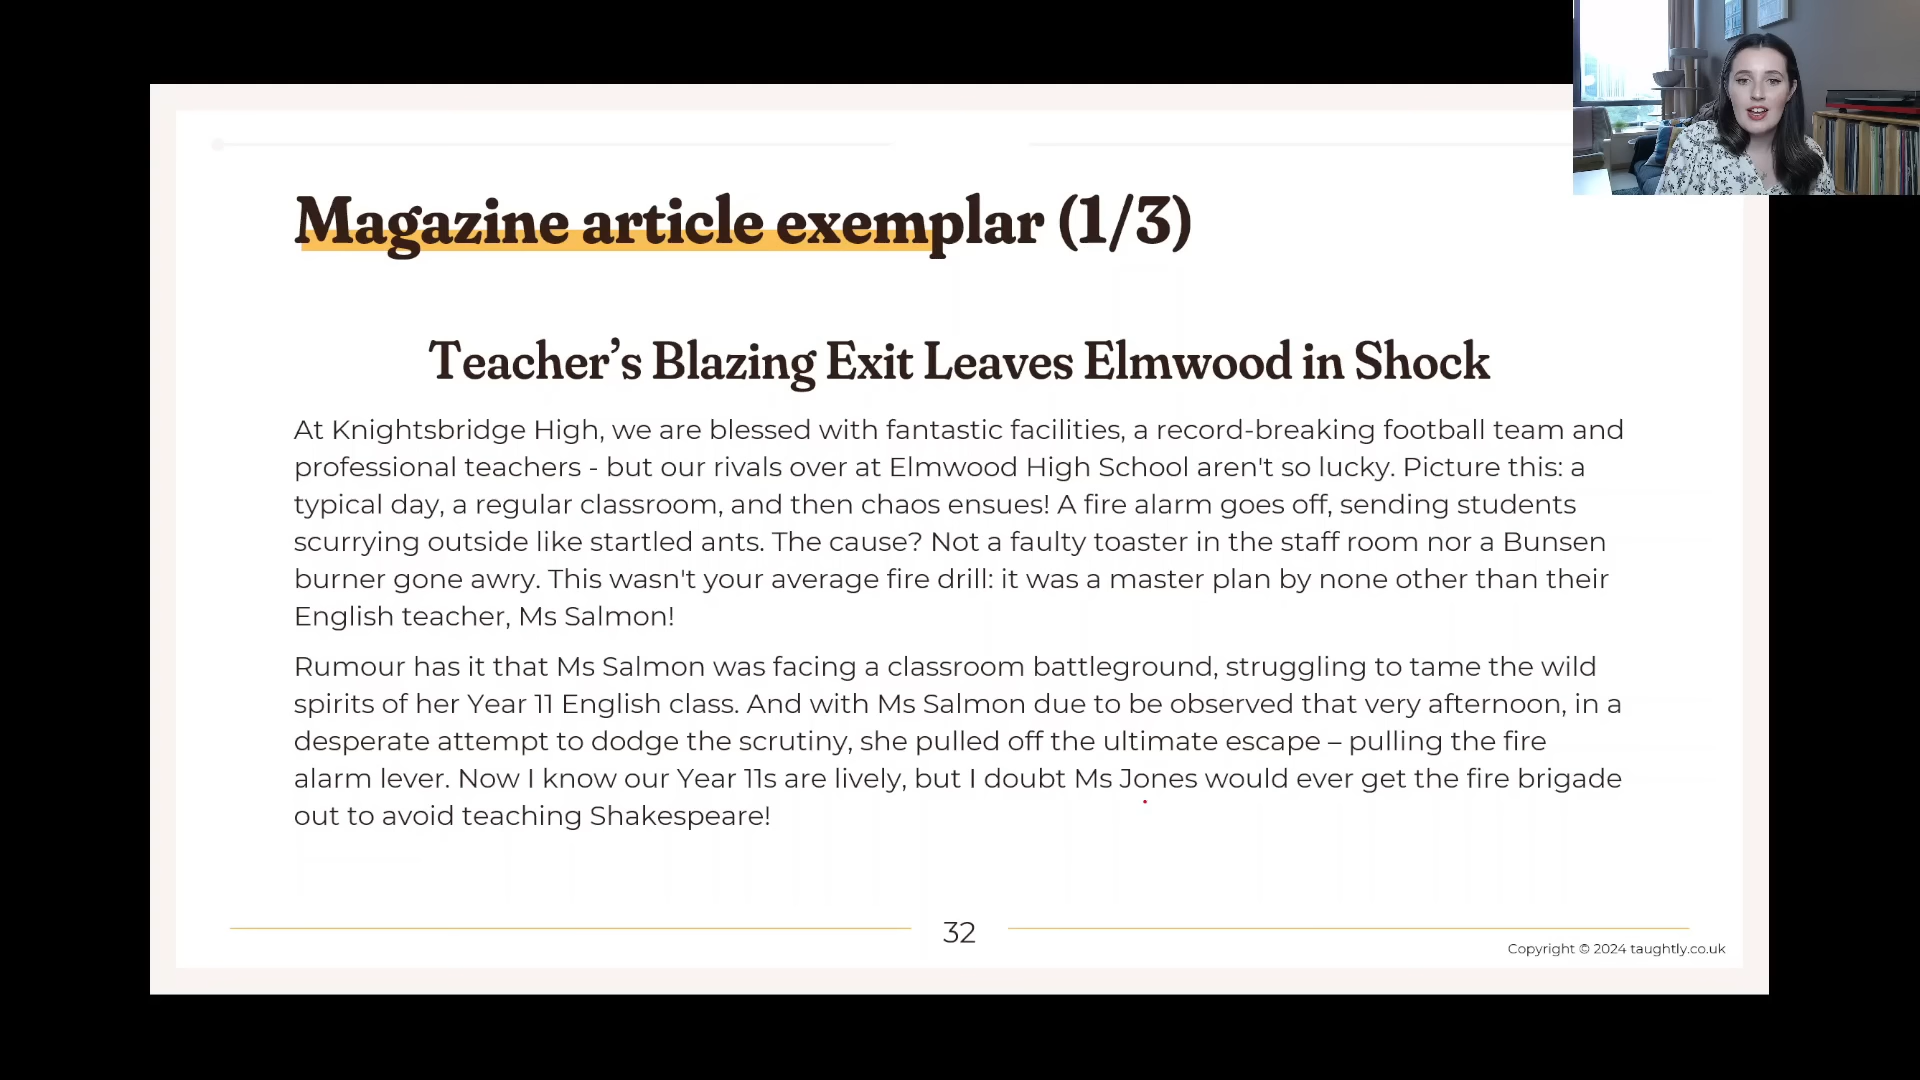 Magazine article exemplar (1/3)
Teacher’s Blazing Exit Leaves Elmwood in Shock
At Knightsbridge High, we are blessed with fantastic facilities, a record-breaking football team and
professional teachers - but our rivals over at Elmwood High School aren't so lucky. Picture this: a
typical day, a regular classroom, and then chaos ensues! A fire alarm goes off, sending students
scurrying outside like startled ants. The cause? Not a faulty toaster in the staff room nor a Bunsen
burner gone awry. This wasn't your average fire drill: it was a master plan by none other than their
English teacher, Ms Salmon!
Rumour has it that Ms Salmon was facing a classroom battleground, struggling to tame the wild
spirits of her Year 11 English class. And with Ms Salmon due to be observed that very afternoon, in a
desperate attempt to dodge the scrutiny, she pulled off the ultimate escape – pulling the fire
alarm lever. Now I know our Year 11s are lively, but I doubt Ms Jones would ever get the fire brigade
out to avoid teaching Shakespeare!
32
Copyright © 2024 taughtly.co.uk